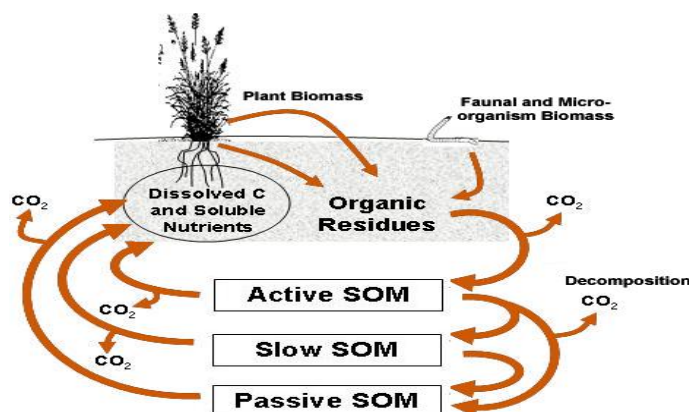 Plant Biomass
Faunal and Micro-
organism Biomass
CO₂
Dissolved C
and Soluble
Nutrients
Organic
Residues
CO₂
Decomposition
CO₂
Active SOM
CO₂
Slow SOM
CO₂
Passive SOM